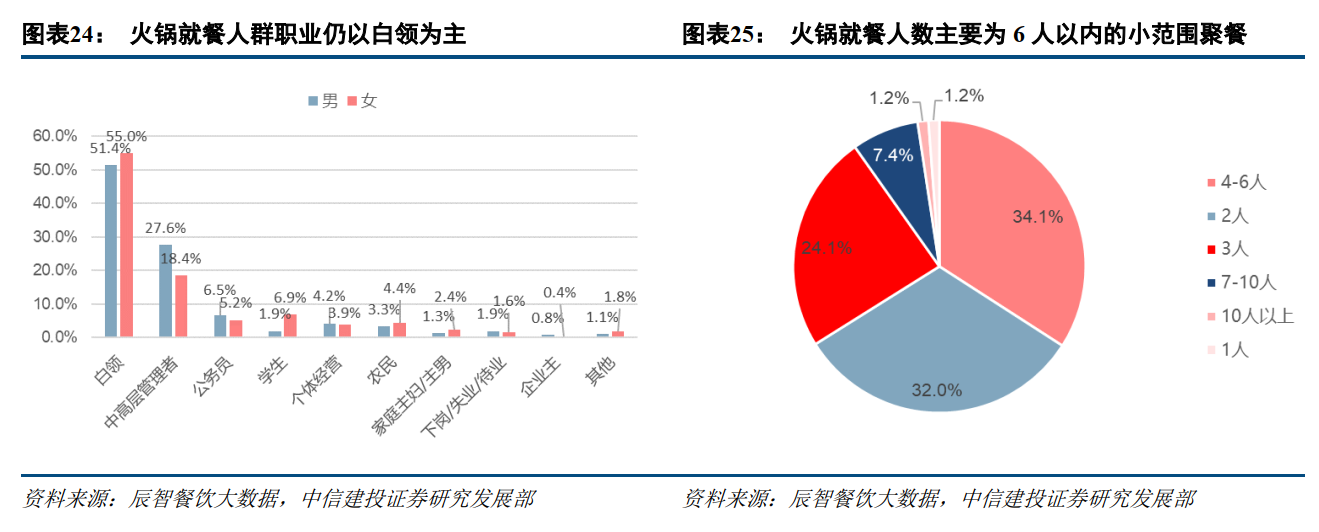 图表24： 火锅就餐人群职业仍以白领为主
男 女
60.0%
50.0%
40.0%
30.0%
20.0%
10.0%
0.0%
51.4% 55.0%
27.6% 18.4%
6.5% 5.2%
1.9% 6.9%
4.2% 3.9%
3.3% 4.4%
1.3% 2.4%
1.9% 1.6%
0.8% 0.4%
1.1% 1.8%
白领
中高层管理者
公务员
学生
个体经营
农民
家庭主妇/主男
下岗/失业/待业
企业主
其他
资料来源：辰智餐饮大数据，中信建投证券研究发展部
图表25： 火锅就餐人数主要为 6 人以内的小范围聚餐
1.2% 1.2%
7.4%
34.1%
24.1%
32.0%
4-6人
2人
3人
7-10人
10人以上
1人
资料来源：辰智餐饮大数据，中信建投证券研究发展部